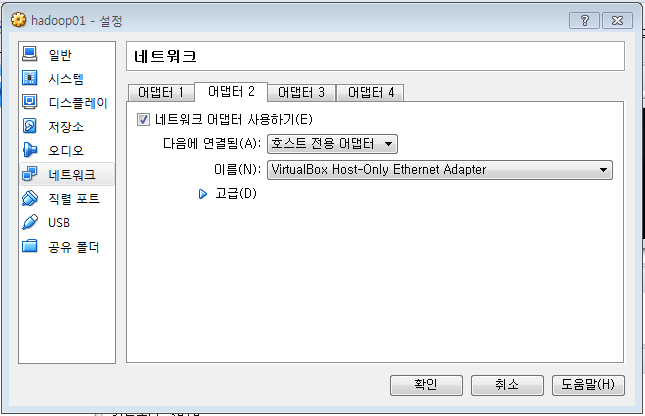 hadoop01 - 설정
일반
시스템
디스플레이
저장소
오디오
네트워크
직렬 포트
USB
공유 폴더
네트워크
어댑터 1 어댑터 2 어댑터 3 어댑터 4
네트워크 어댑터 사용하기(E)
다음에 연결됨(A): 호스트 전용 어댑터
이름(N): VirtualBox Host-Only Ethernet Adapter
고급(D)
확인 취소 도움말(H)